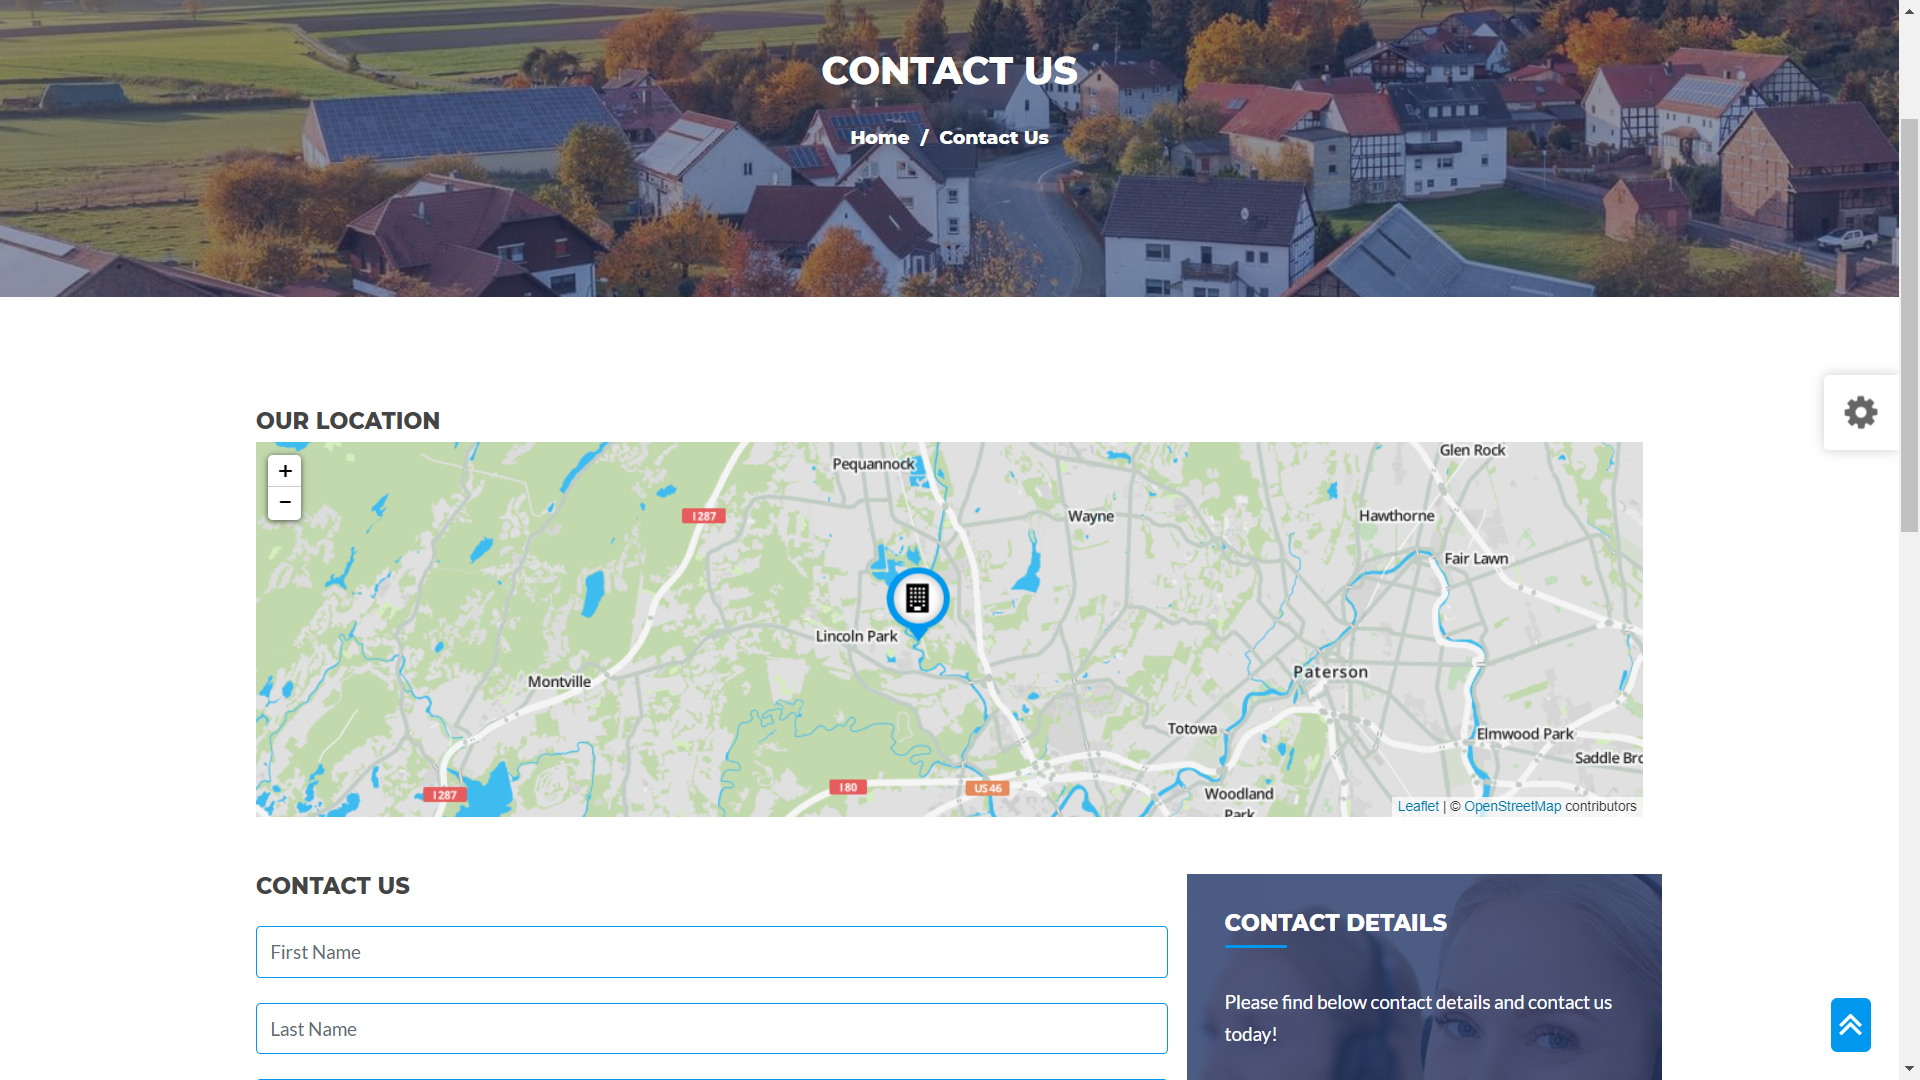 CONTACT US
Home / Contact Us
OUR LOCATION
+
−
Pequannock
Glen Rock
I 287
Wayne
Hawthorne
Fair Lawn
Lincoln Park
Montville
Paterson
Totowa
Elmwood Park
Saddle Bro
I 80
US 46
I 287
Woodland
Park
Leaflet | © OpenStreetMap contributors
CONTACT US
First Name
Last Name
CONTACT DETAILS
Please find below contact details and contact us
today!